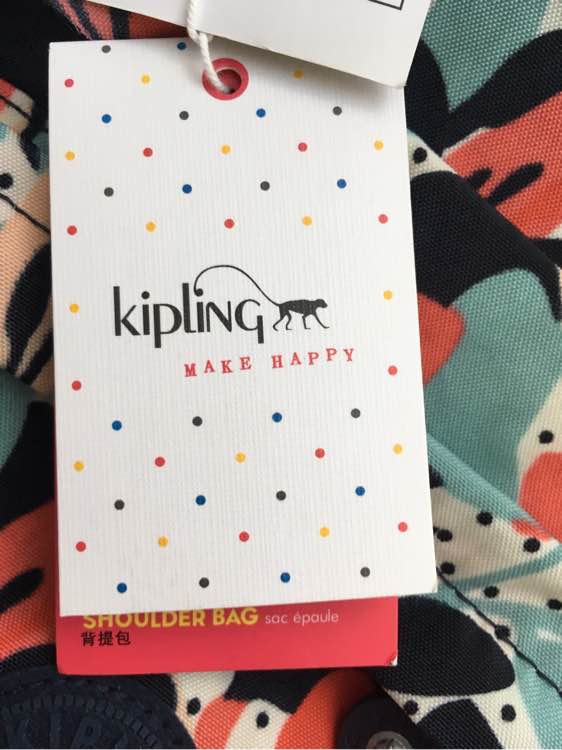 kipling
MAKE HAPPY
SHOULDER BAG sac épaule
背提包